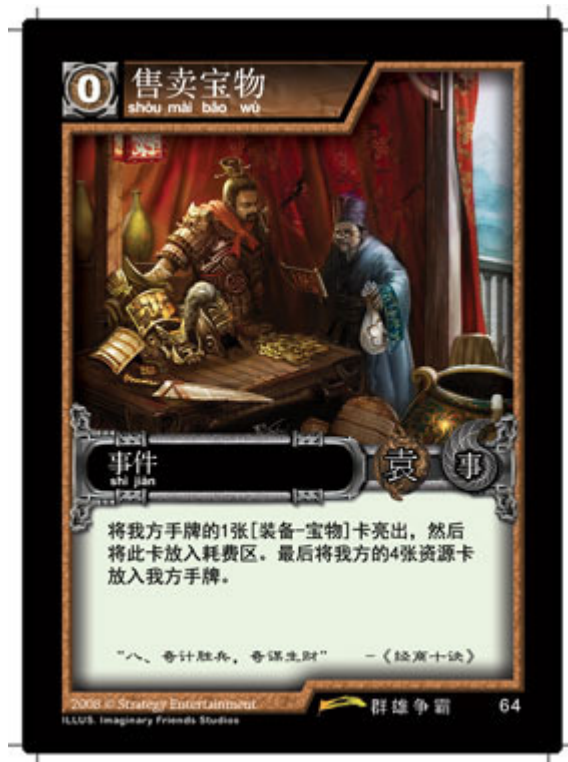 0
售卖宝物
shòu mài bǎo wù
事件
shì jiàn
袁 事
将我方手牌的1张[装备-宝物]卡亮出，然后
将此卡放入耗费区。最后将我方的4张资源卡
放入我方手牌。
“八、奇计胜兵，奇谋生财” -《经商十诀》
2008 © Strategy Entertainment
群雄争霸 64
ILLUS. Imaginary Friends Studios